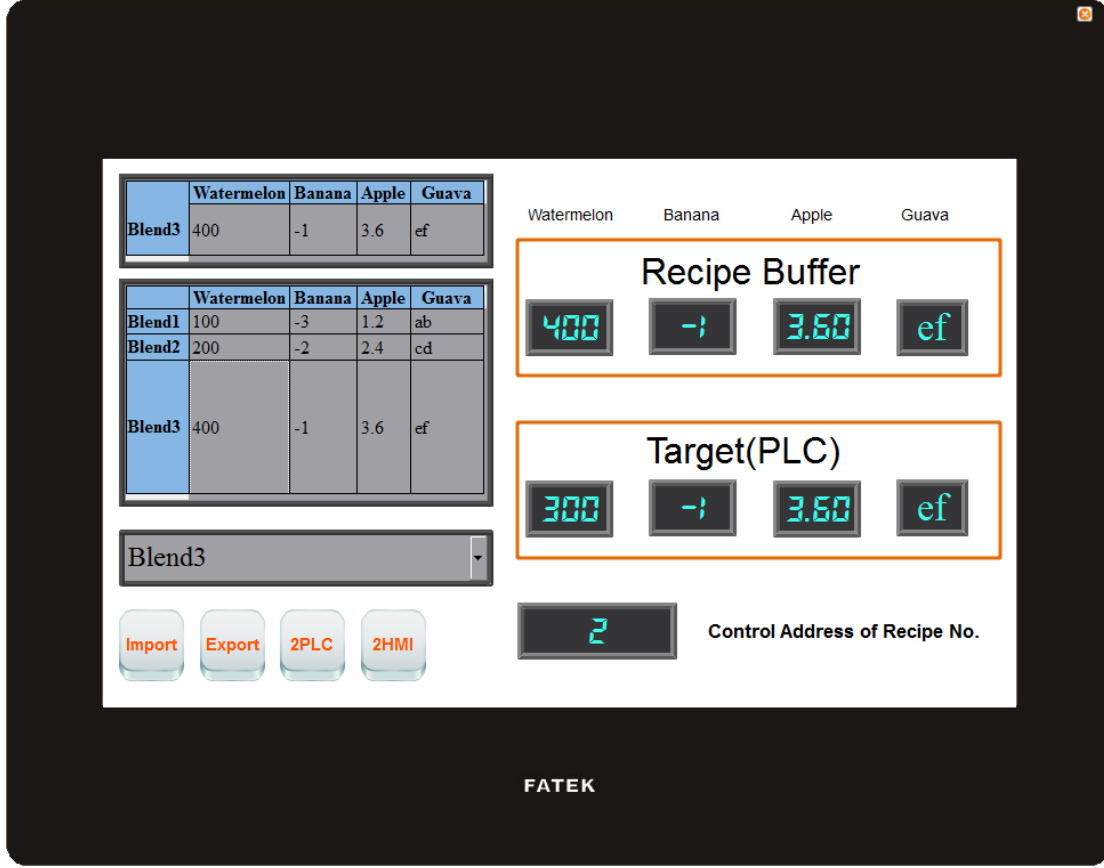 Watermelon Banana Apple Guava
Blend3 400 -1 3.6 ef
Watermelon Banana Apple Guava
Blend1 100 -3 1.2 ab
Blend2 200 -2 2.4 cd
Blend3 400 -1 3.6 ef
Blend3
Import Export 2PLC 2HMI
Watermelon Banana Apple Guava
Recipe Buffer
400 -1 3.60 ef
Target(PLC)
300 -1 3.60 ef
2 Control Address of Recipe No.
FATEK